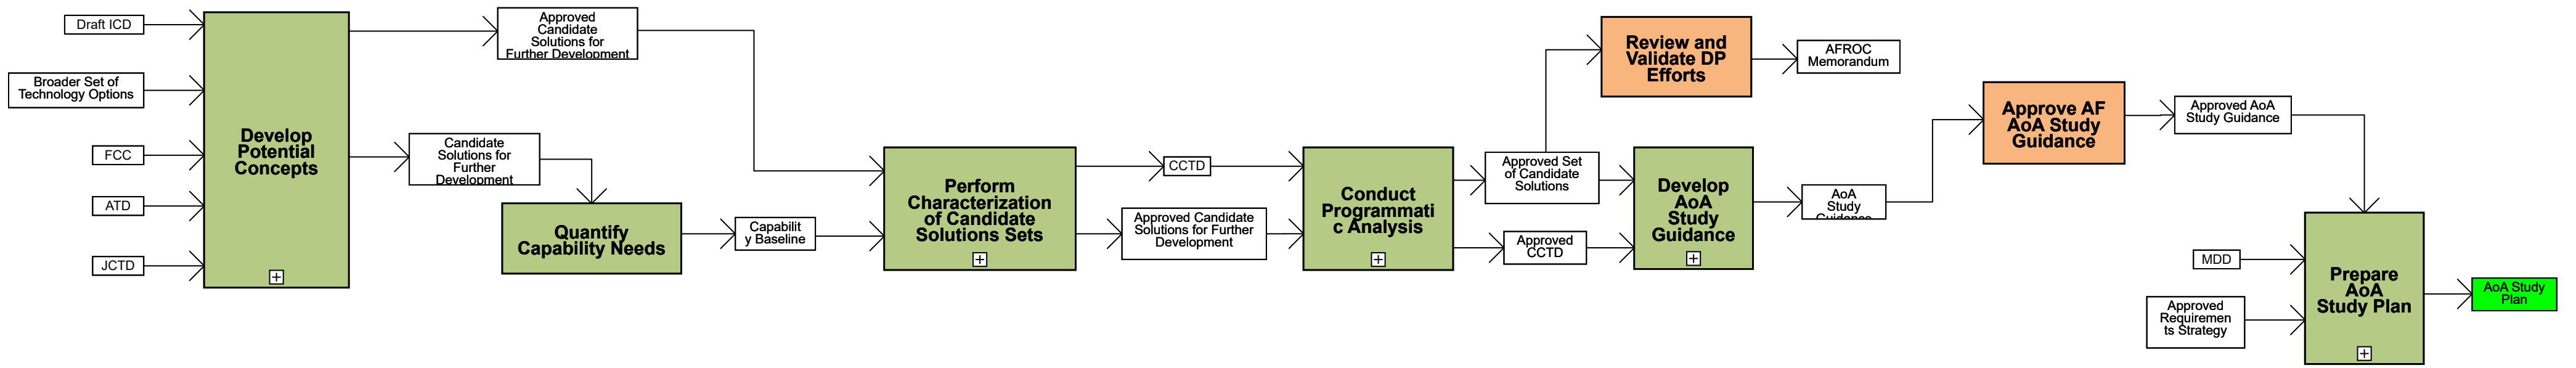 Draft ICD
Broader Set of
Technology Options
FCC
ATD
JCTD
Develop
Potential
Concepts
Approved
Candidate
Solutions for
Further Development
Candidate
Solutions for
Further
Development
Quantify
Capability Needs
Capabilit
y Baseline
Perform
Characterization
of Candidate
Solutions Sets
CCTD
Approved Candidate
Solutions for Further
Development
Conduct
Programmati
c Analysis
Approved Set
of Candidate
Solutions
Approved
CCTD
Review and
Validate DP
Efforts
AFROC
Memorandum
Develop
AoA
Study
Guidance
AoA
Study
Guidance
Approve AF
AoA Study
Guidance
Approved AoA
Study Guidance
MDD
Approved
Requiremen
ts Strategy
Prepare
AoA
Study Plan
AoA Study
Plan